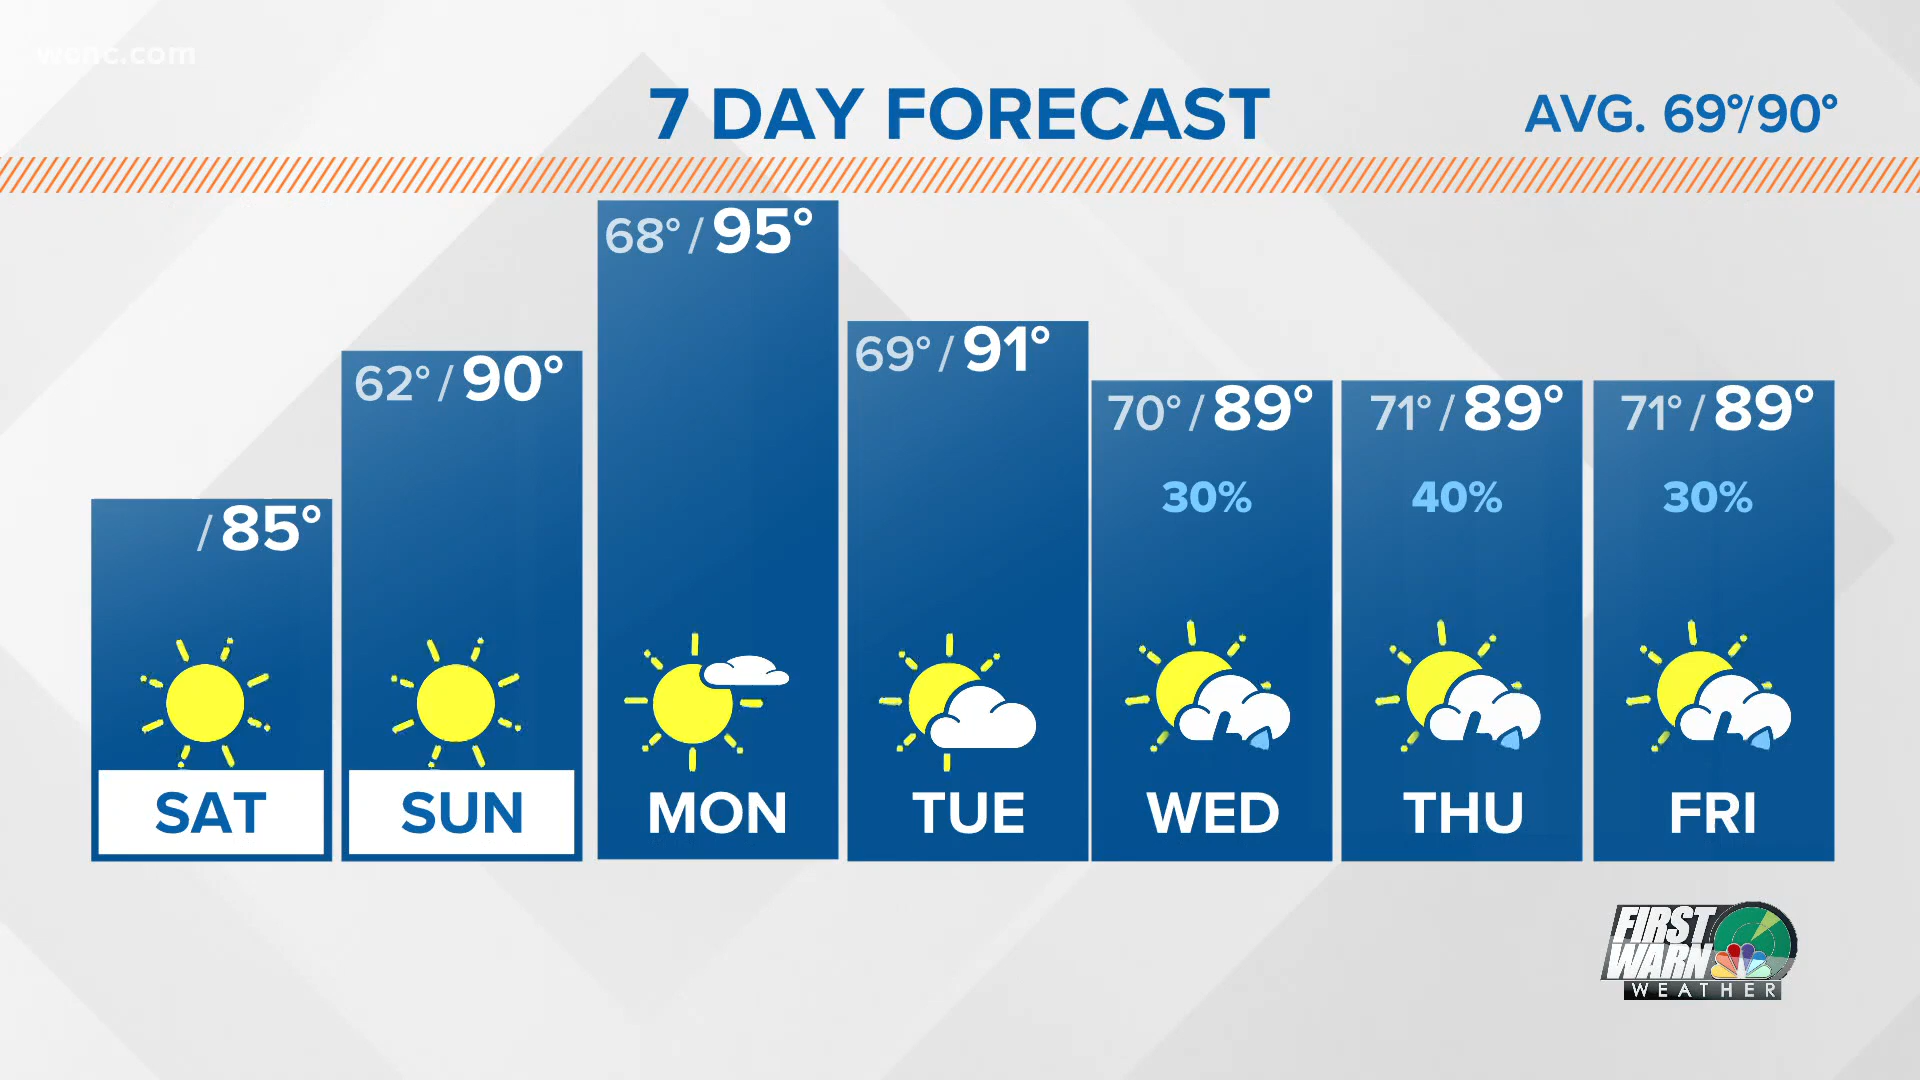 wcnc.com
7 DAY FORECAST
AVG. 69°/90°
/ 85°
62° / 90°
68° / 95°
69° / 91°
70° / 89°
71° / 89°
71° / 89°
30%
40%
30%
SAT
SUN
MON
TUE
WED
THU
FRI
FIRST
WARN
WEATHER